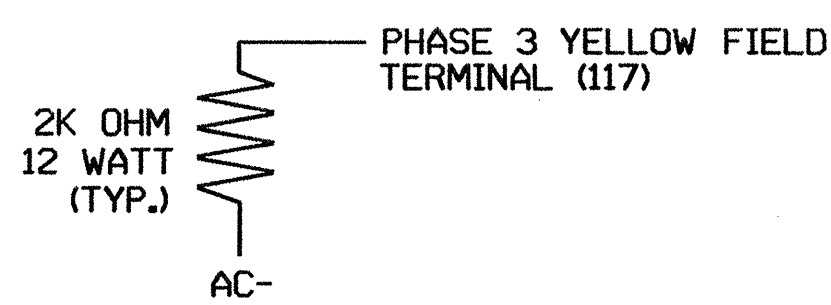 PHASE 3 YELLOW FIELD
TERMINAL (117)
2K OHM
12 WATT
(TYP.)
AC-